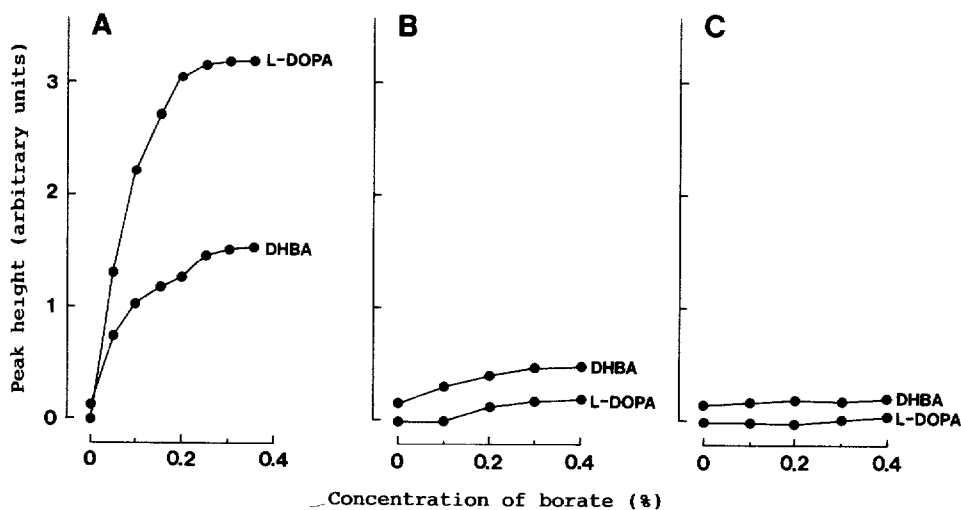 A
B
C
Peak height (arbitrary units)
3
2
1
0
L-DOPA
DHBA
DHBA
L-DOPA
DHBA
L-DOPA
0 0.2 0.4
0 0.2 0.4
0 0.2 0.4
Concentration of borate (%)